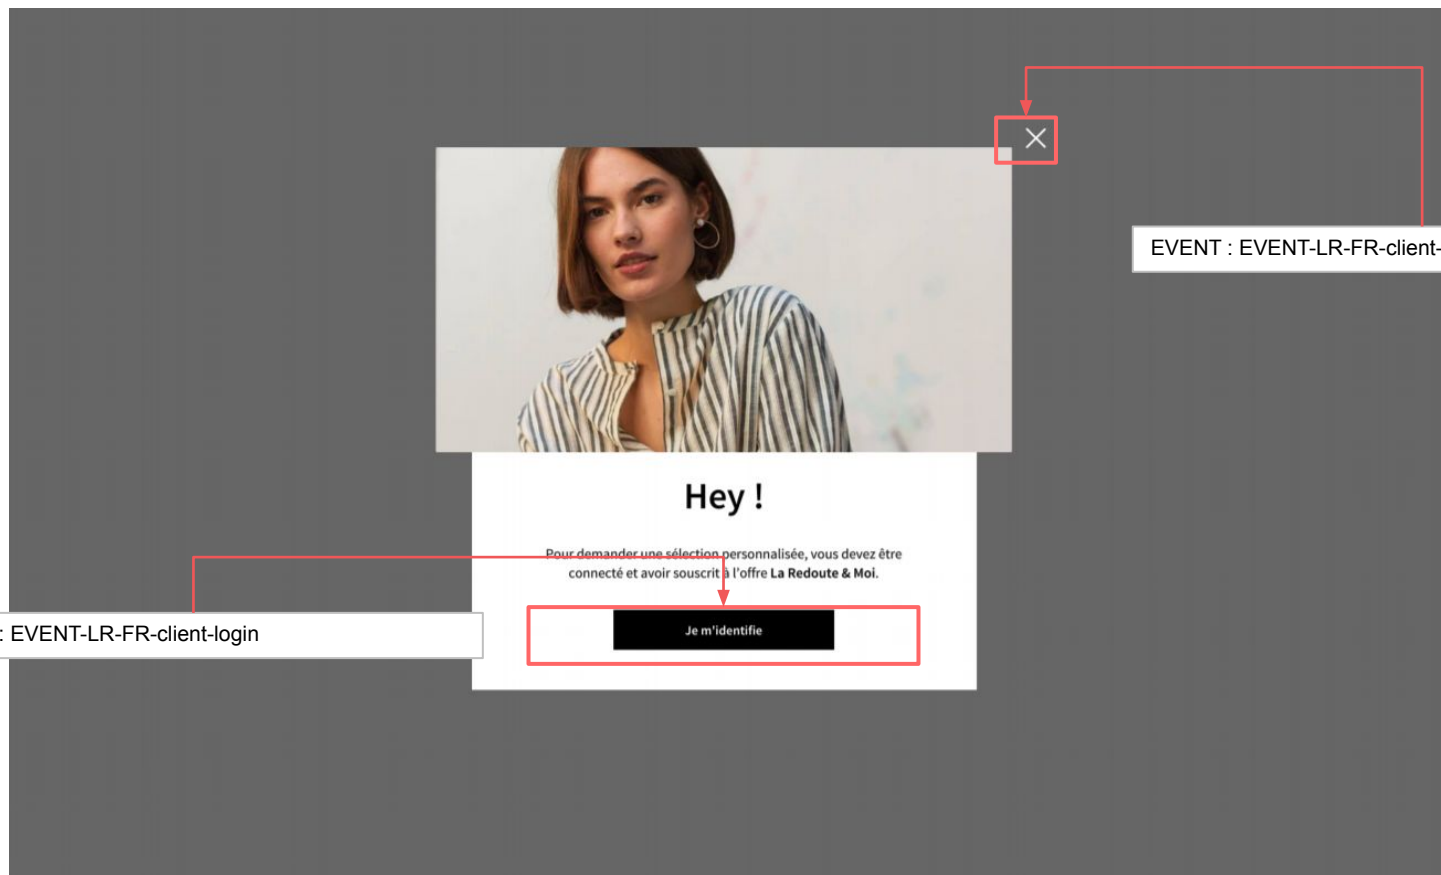 EVENT : EVENT-LR-FR-client-
Hey !
Pour demander une sélection personnalisée, vous devez être
connecté et avoir souscrit à l'offre La Redoute & Moi.
: EVENT-LR-FR-client-login
Je m'identifie